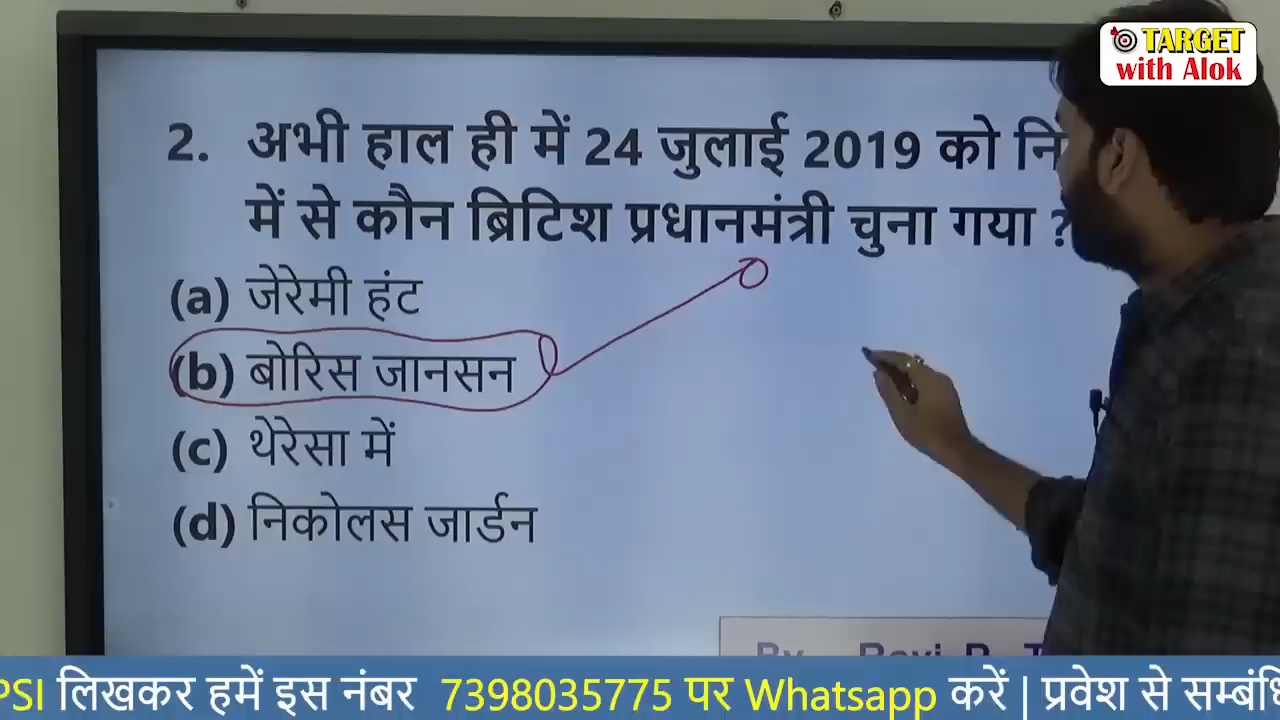 TARGET
with Alok
2. अभी हाल ही में 24 जुलाई 2019 को
में से कौन ब्रिटिश प्रधानमंत्री चुना गया ?
(a) जेरेमी हंट
(b) बोरिस जानसन
(c) थेरेसा में
(d) निकोलस जार्डन
PSI लिखकर हमें इस नंबर 7398035775 पर Whatsapp करें | प्रवेश से